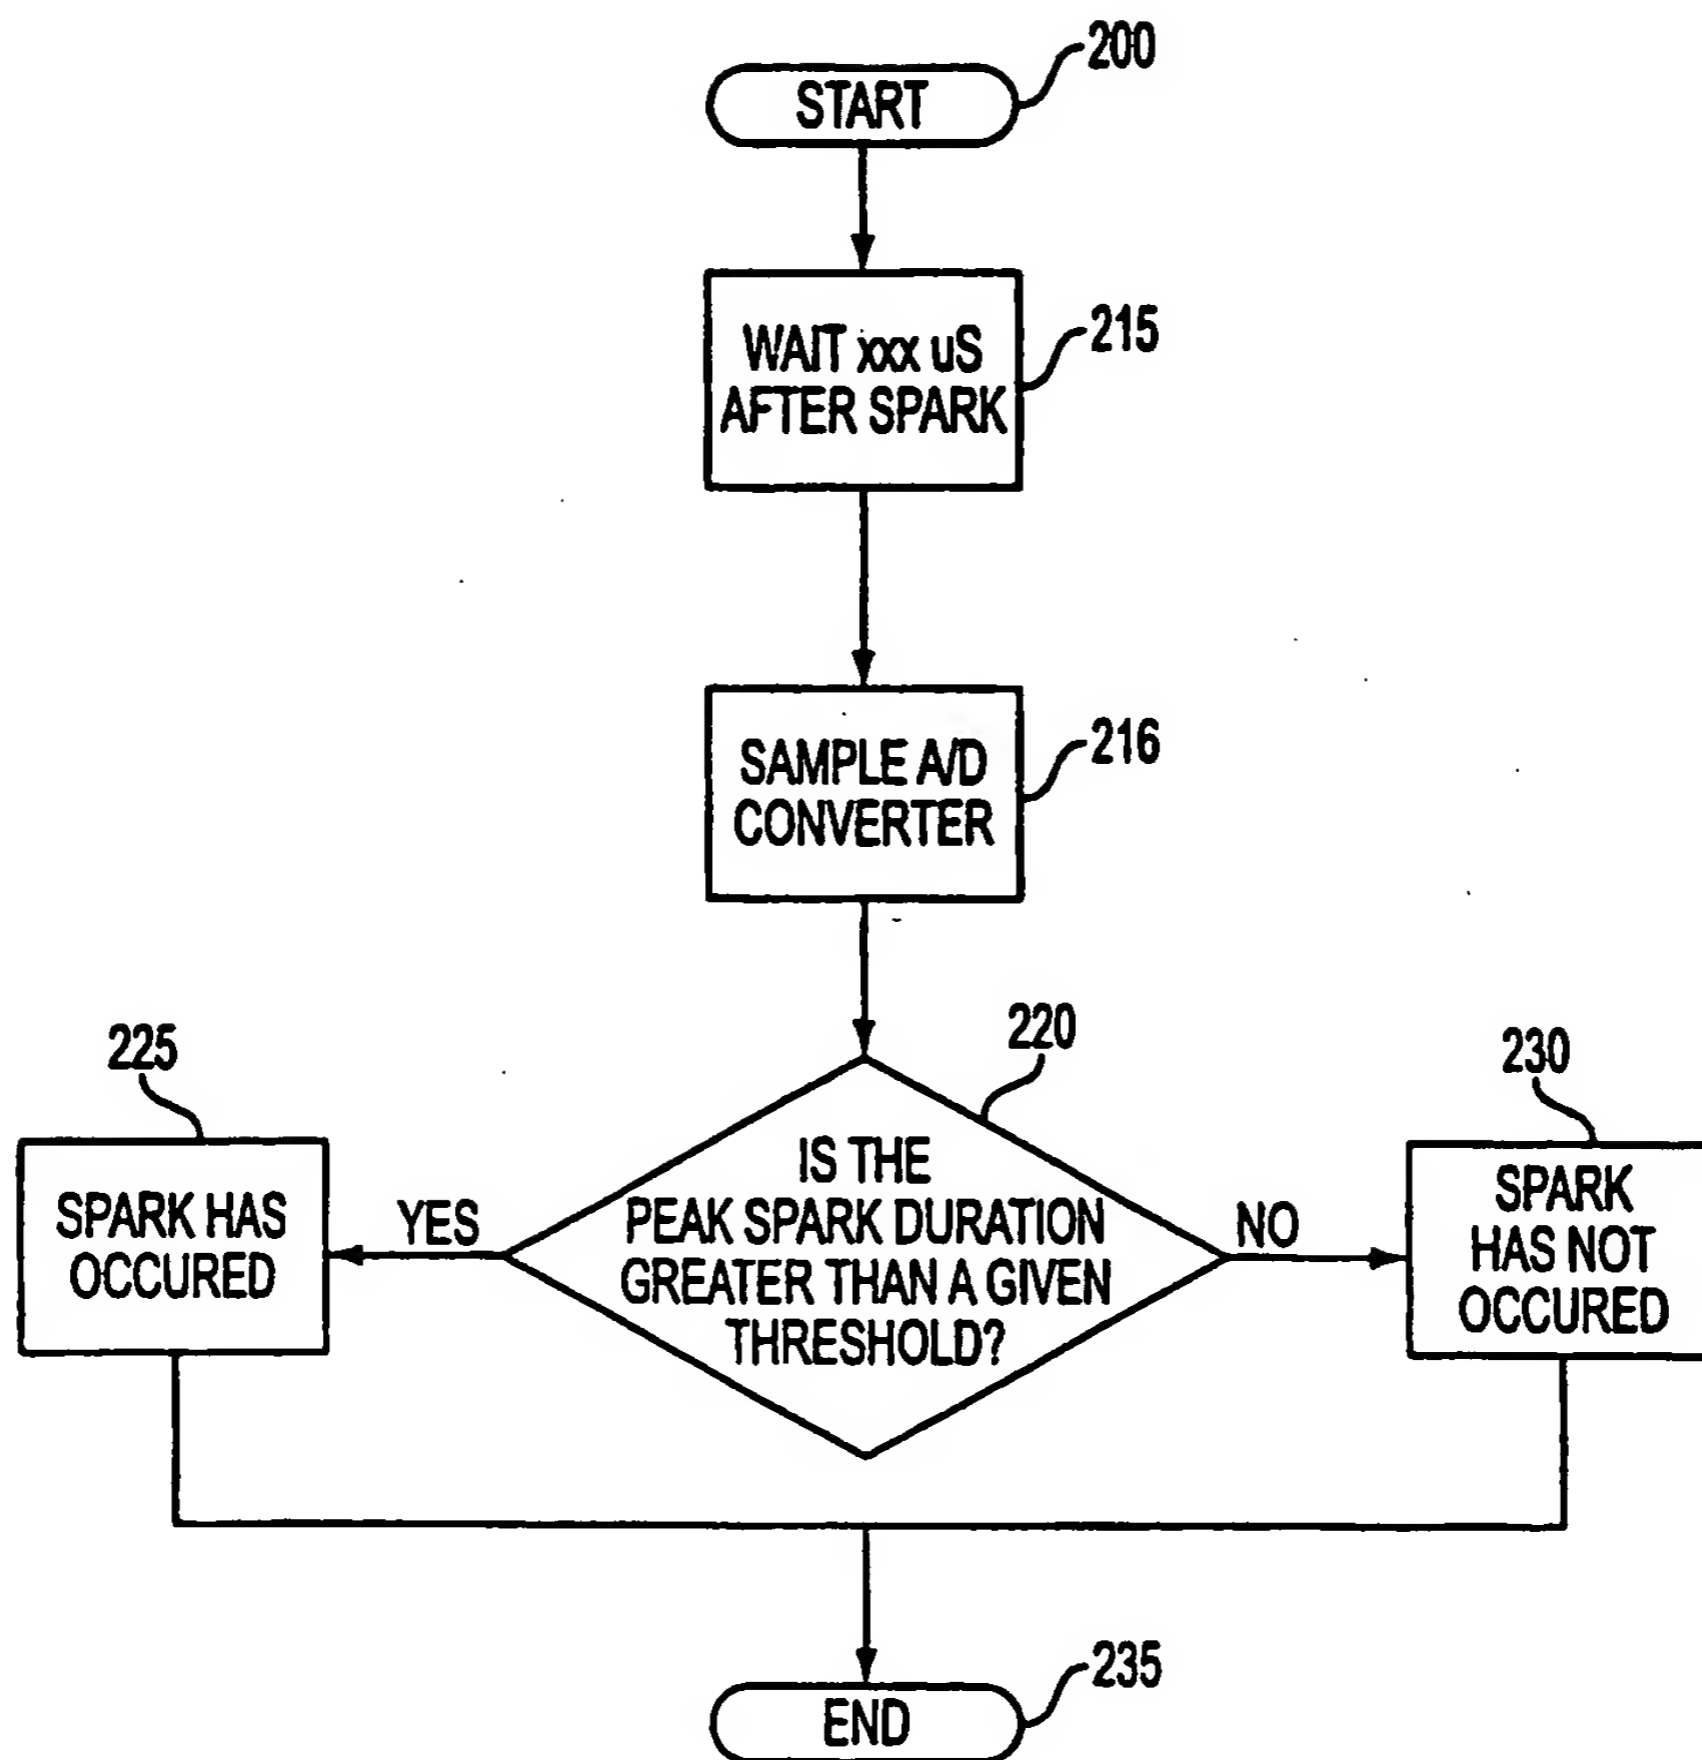 200
START
WAIT xxx uS
AFTER SPARK
215
SAMPLE A/D
CONVERTER
216
220
225
230
IS THE
PEAK SPARK DURATION
GREATER THAN A GIVEN
THRESHOLD?
YES
NO
SPARK HAS
OCCURED
SPARK
HAS NOT
OCCURED
235
END